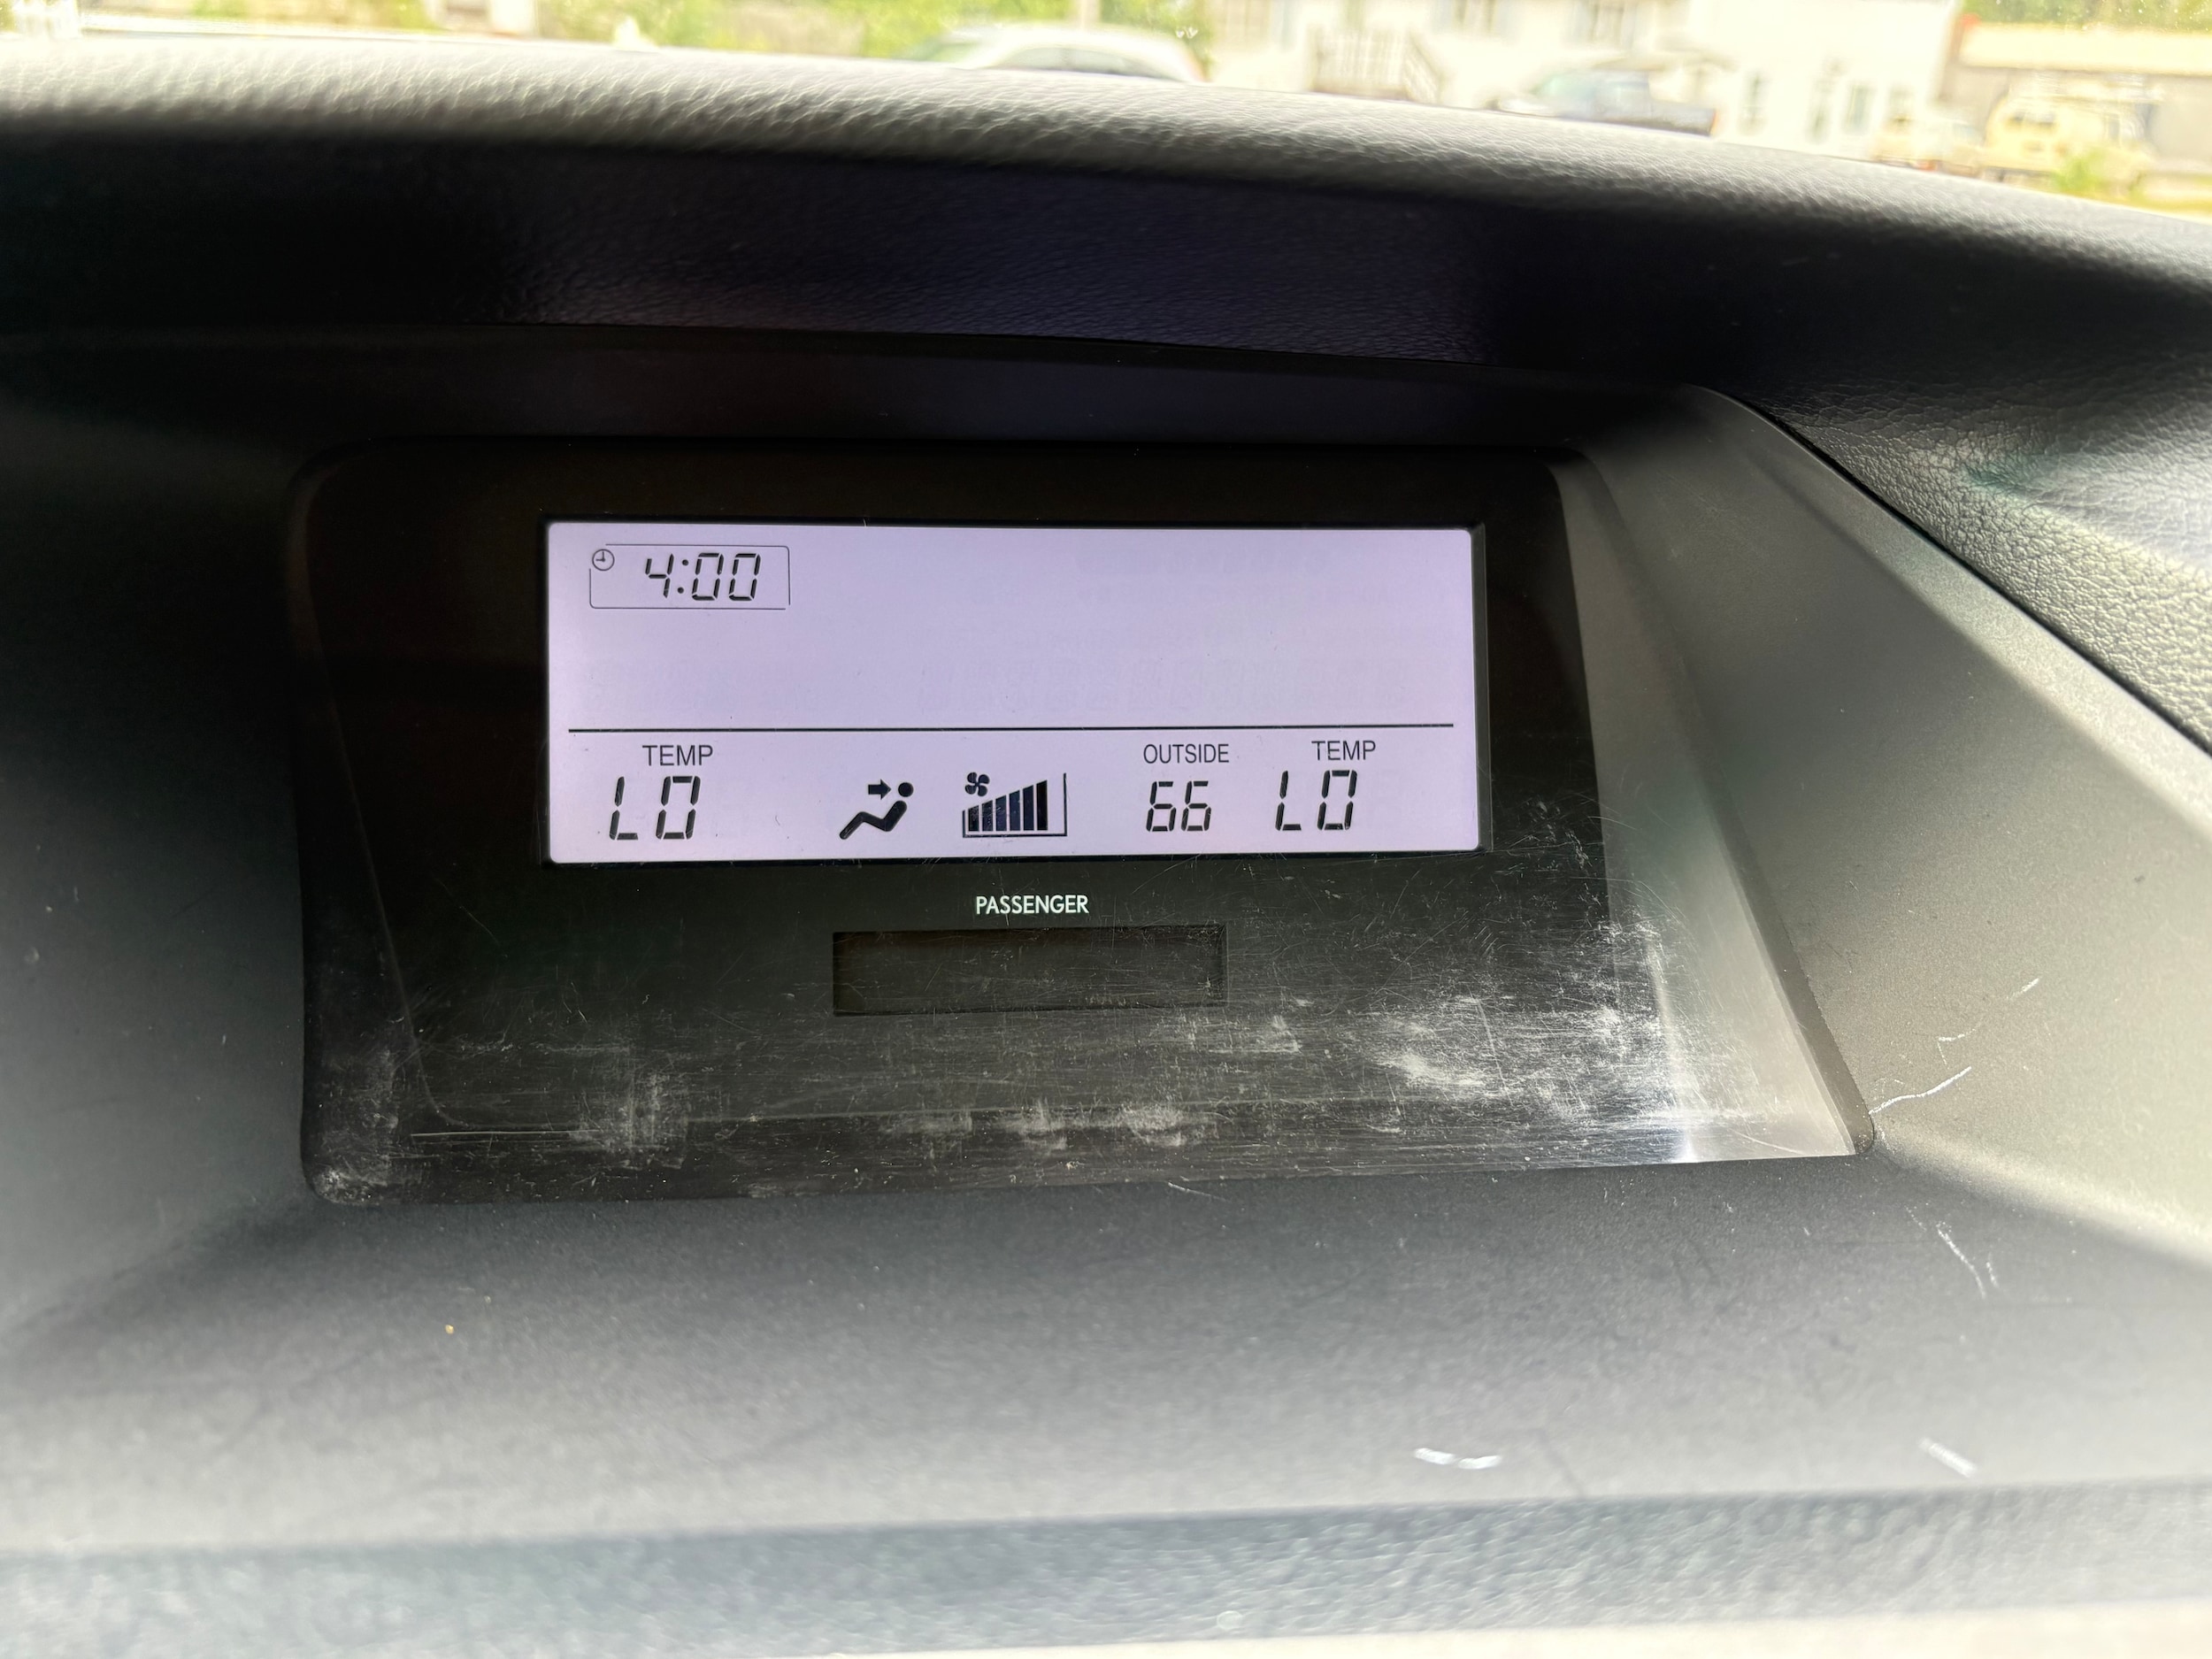 4:00
TEMP OUTSIDE TEMP
LO 66 LO
PASSENGER